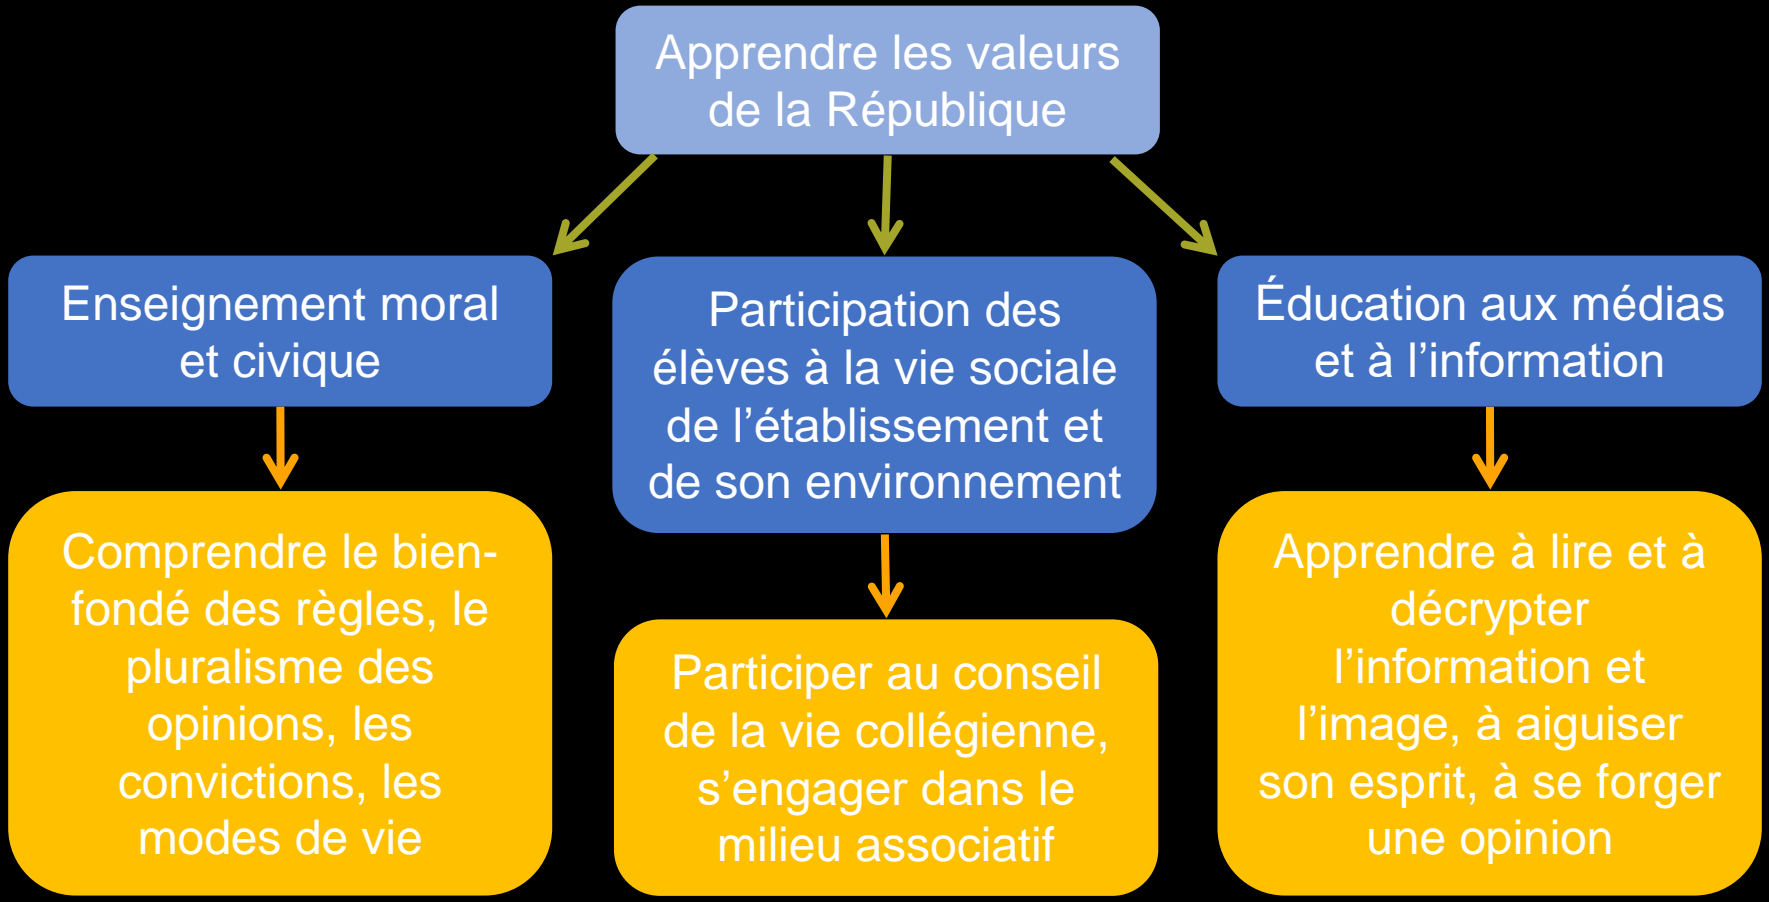 Apprendre les valeurs
de la République
Enseignement moral
et civique
Participation des
élèves à la vie sociale
de l’établissement et
de son environnement
Éducation aux médias
et à l’information
Comprendre le bien-
fondé des règles, le
pluralisme des
opinions, les
convictions, les
modes de vie
Participer au conseil
de la vie collégienne,
s’engager dans le
milieu associatif
Apprendre à lire et à
décrypter
l’information et
l’image, à aiguiser
son esprit, à se forger
une opinion